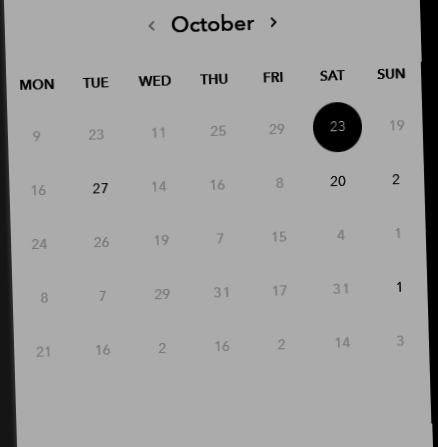 ‹ October ›
MON TUE WED THU FRI SAT SUN
9 23 11 25 29 23 19
16 27 14 16 8 20 2
24 26 19 7 15 4 1
8 7 29 31 17 31 1
21 16 2 16 2 14 3